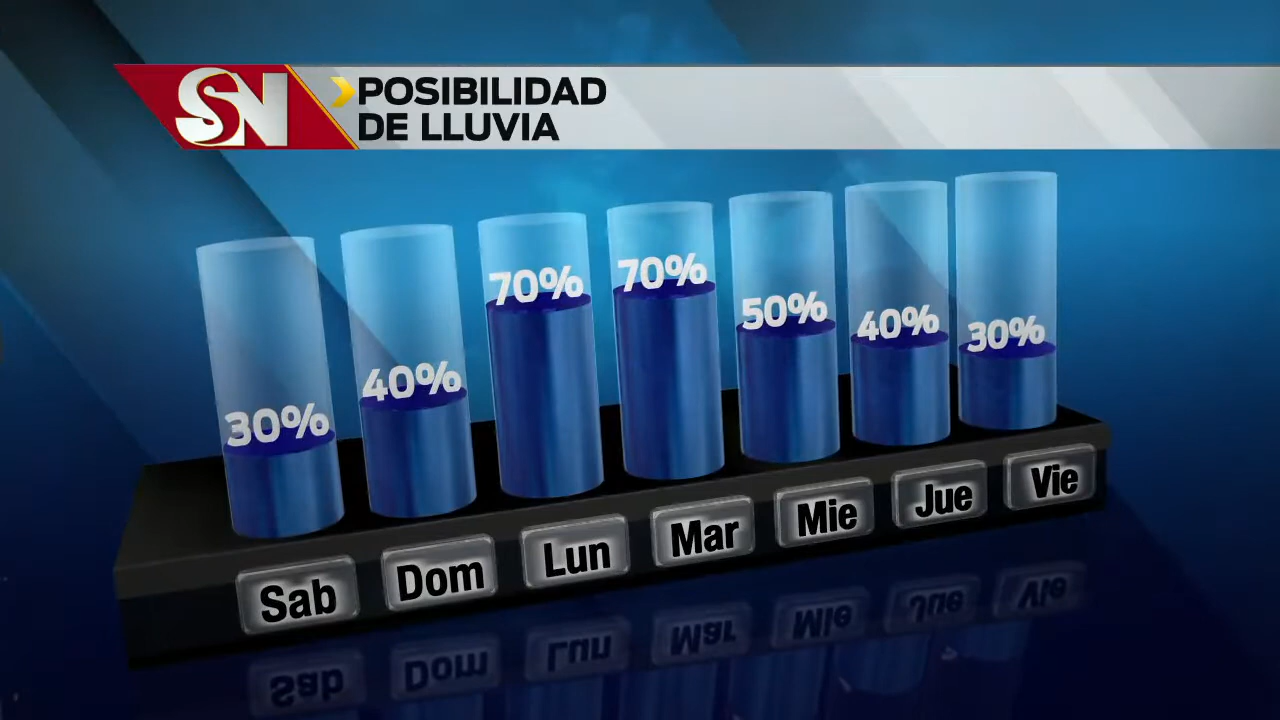 SN
POSIBILIDAD
DE LLUVIA
30% 40% 70% 70% 50% 40% 30%
Sab Dom Lun Mar Mie Jue Vie